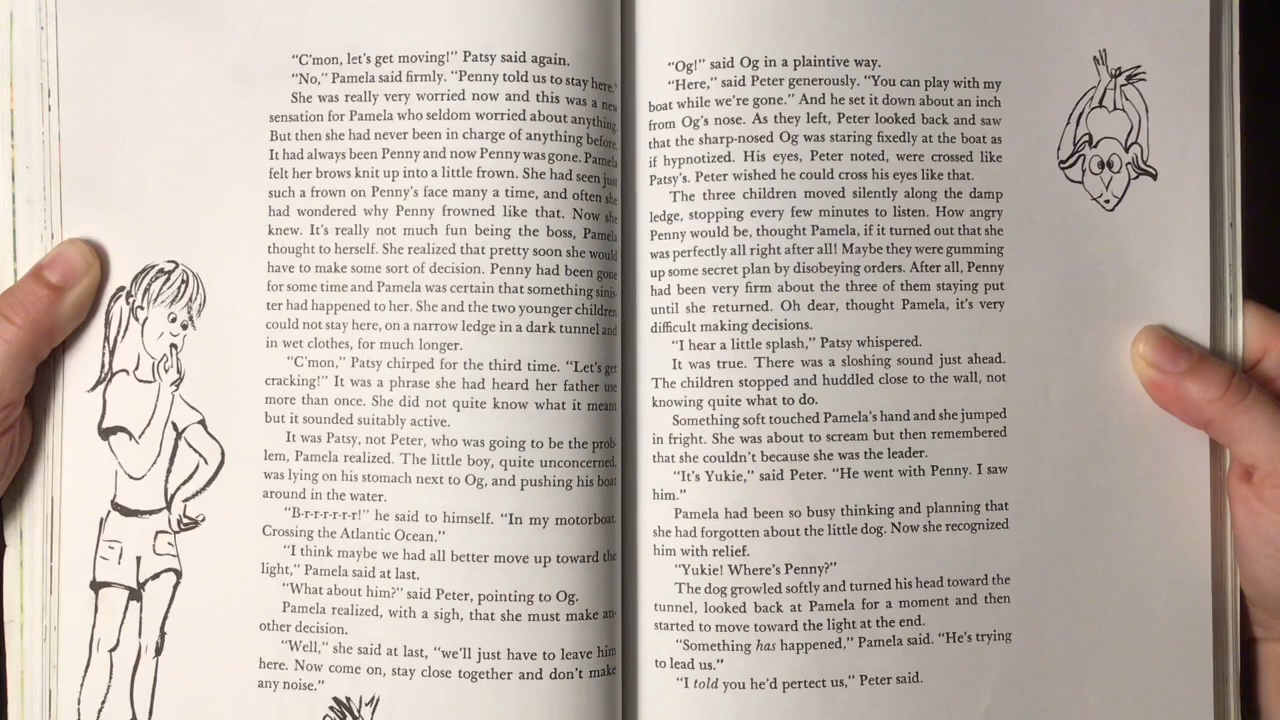 “C’mon, let’s get moving!” Patsy said again.
“No,” Pamela said firmly. “Penny told us to stay here.”
She was really very worried now and this was a new
sensation for Pamela who seldom worried about anything.
But then she had never been in charge of anything before.
It had always been Penny and now Penny was gone. Pamela
felt her brows knit up into a little frown. She had seen just
such a frown on Penny’s face many a time, and often she
had wondered why Penny frowned like that. Now she
knew. It’s really not much fun being the boss, Pamela
thought to herself. She realized that pretty soon she would
have to make some sort of decision. Penny had been gone
for some time and Pamela was certain that something sinis-
ter had happened to her. She and the two younger children
could not stay here, on a narrow ledge in a dark tunnel and
in wet clothes, for much longer.
“C’mon,” Patsy chirped for the third time. “Let’s get
cracking!” It was a phrase she had heard her father use
more than once. She did not quite know what it meant
but it sounded suitably active.
It was Patsy, not Peter, who was going to be the prob-
lem, Pamela realized. The little boy, quite unconcerned,
was lying on his stomach next to Og, and pushing his boat
around in the water.
“B-r-r-r-r-r!” he said to himself. “In my motorboat.
Crossing the Atlantic Ocean.”
“I think maybe we had all better move up toward the
light,” Pamela said at last.
“What about him?” said Peter, pointing to Og.
Pamela realized, with a sigh, that she must make an-
other decision.
“Well,” she said at last, “we’ll just have to leave him
here. Now come on, stay close together and don’t make
any noise.”
“Og!” said Og in a plaintive way.
“Here,” said Peter generously. “You can play with my
boat while we’re gone.” And he set it down about an inch
from Og’s nose. As they left, Peter looked back and saw
that the sharp-nosed Og was staring fixedly at the boat as
if hypnotized. His eyes, Peter noted, were crossed like
Patsy’s. Peter wished he could cross his eyes like that.
The three children moved silently along the damp
ledge, stopping every few minutes to listen. How angry
Penny would be, thought Pamela, if it turned out that she
was perfectly all right after all! Maybe they were gumming
up some secret plan by disobeying orders. After all, Penny
had been very firm about the three of them staying put
until she returned. Oh dear, thought Pamela, it’s very
difficult making decisions.
“I hear a little splash,” Patsy whispered.
It was true. There was a sloshing sound just ahead.
The children stopped and huddled close to the wall, not
knowing quite what to do.
Something soft touched Pamela’s hand and she jumped
in fright. She was about to scream but then remembered
that she couldn’t because she was the leader.
“It’s Yukie,” said Peter. “He went with Penny. I saw
him.”
Pamela had been so busy thinking and planning that
she had forgotten about the little dog. Now she recognized
him with relief.
“Yukie! Where’s Penny?”
The dog growled softly and turned his head toward the
tunnel, looked back at Pamela for a moment and then
started to move toward the light at the end.
“Something has happened,” Pamela said. “He’s trying
to lead us.”
“I told you he’d pertect us,” Peter said.